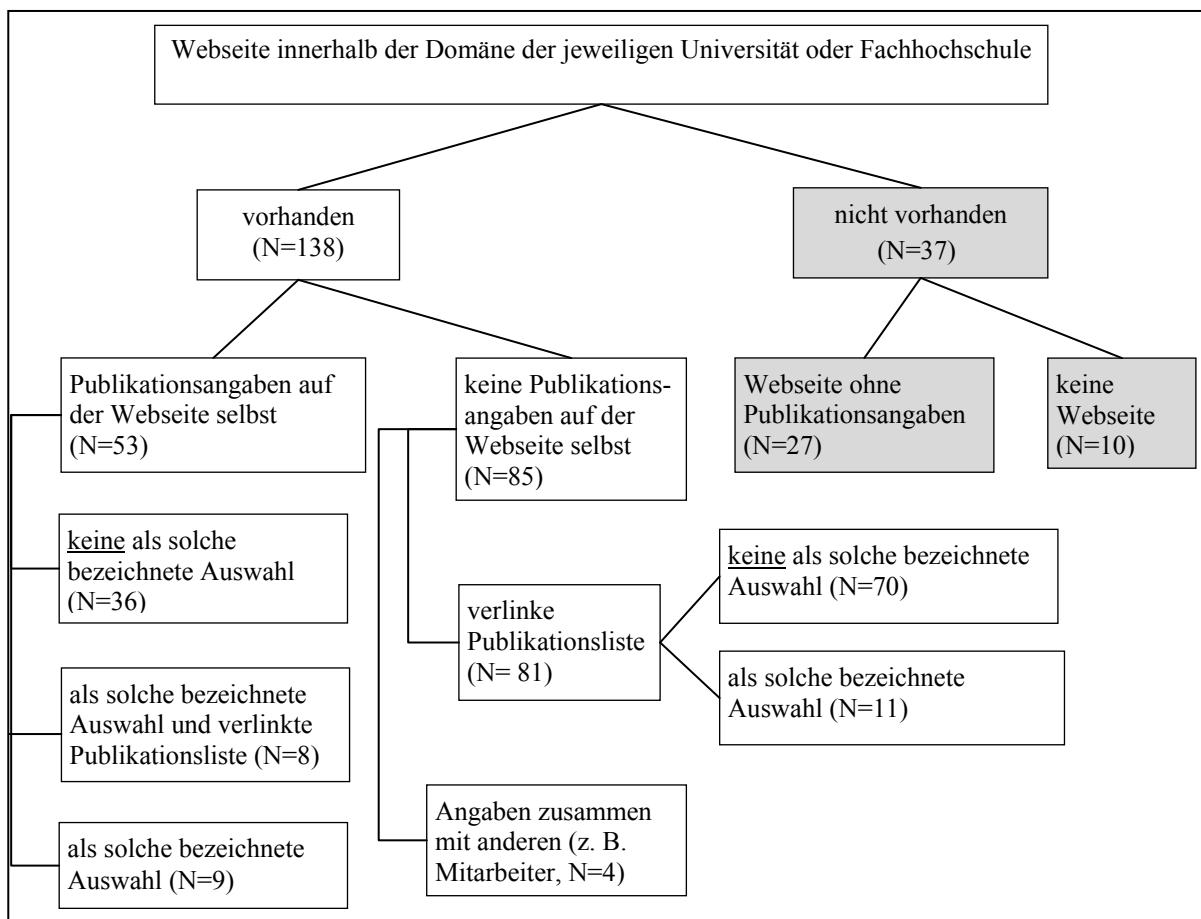 Webseite innerhalb der Domäne der jeweiligen Universität oder Fachhochschule
vorhanden
(N=138)
nicht vorhanden
(N=37)
Publikationsangaben auf
der Webseite selbst
(N=53)
keine Publikations-
angaben auf der
Webseite selbst
(N=85)
Webseite ohne
Publikationsangaben
(N=27)
keine
Webseite
(N=10)
keine als solche
bezeichnete Auswahl
(N=36)
verlinke
Publikationsliste
(N= 81)
keine als solche bezeichnete
Auswahl (N=70)
als solche bezeichnete
Auswahl (N=11)
als solche bezeichnete
Auswahl und verlinkte
Publikationsliste (N=8)
Angaben zusammen
mit anderen (z. B.
Mitarbeiter, N=4)
als solche bezeichnete
Auswahl (N=9)